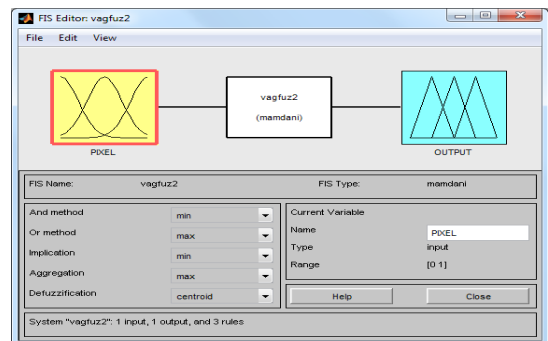 FIS Editor: vagfuz2
File Edit View
vagfuz2
(mamdani)
PIXEL
OUTPUT
FIS Name: vagfuz2 FIS Type: mamdani
And method min
Or method max
Implication min
Aggregation max
Defuzzification centroid
Current Variable
Name PIXEL
Type input
Range [0 1]
Help Close
System "vagfuz2": 1 input, 1 output, and 3 rules